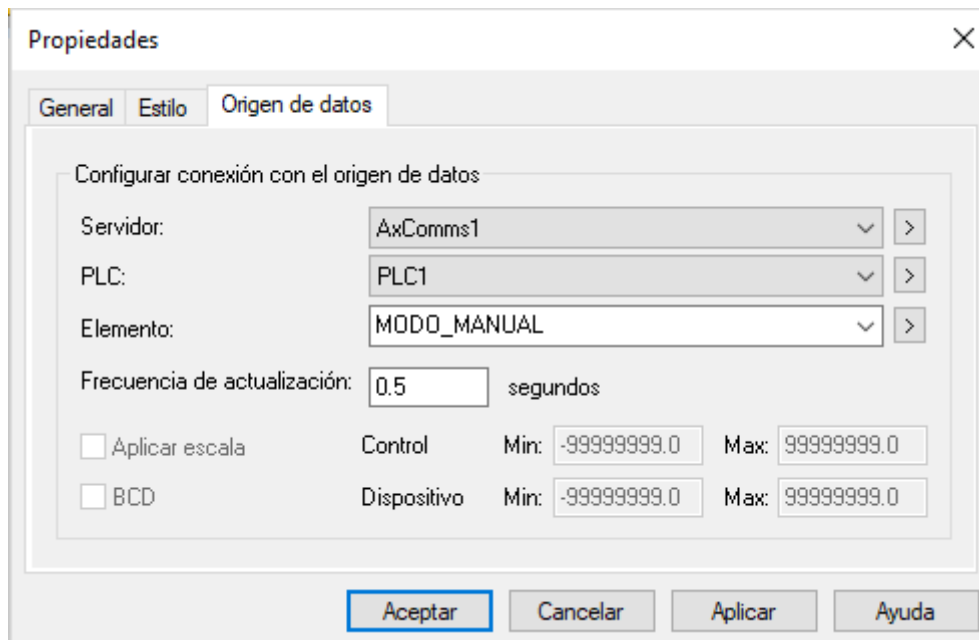 Propiedades
General Estilo Origen de datos
Configurar conexión con el origen de datos
Servidor: AxComms1 >
PLC: PLC1 >
Elemento: MODO_MANUAL >
Frecuencia de actualización: 0.5 segundos
Aplicar escala Control Min: -99999999.0 Max: 99999999.0
BCD Dispositivo Min: -99999999.0 Max: 99999999.0
Aceptar Cancelar Aplicar Ayuda